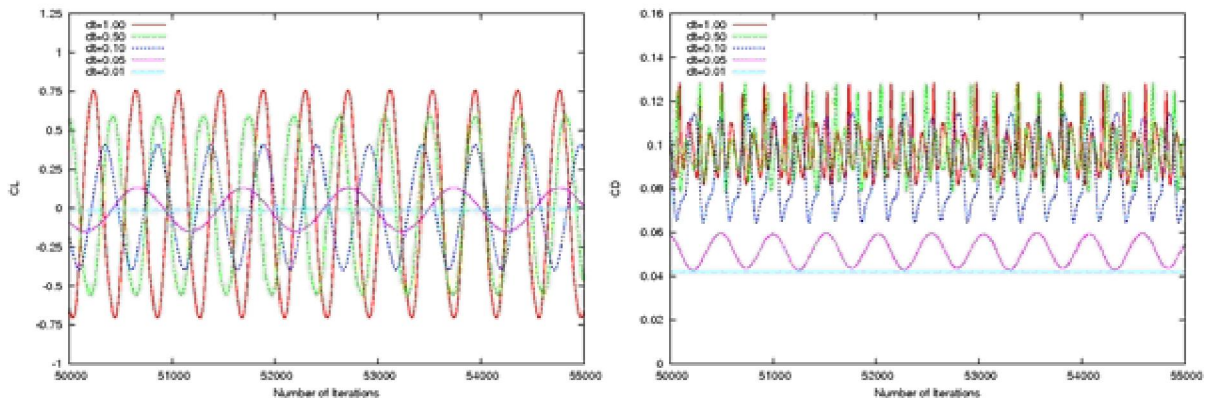 1.25
1
0.75
0.5
0.25
0
-0.25
-0.5
-0.75
-1
CL
dt=1.00
dt=0.50
dt=0.10
dt=0.05
dt=0.01
50000 51000 52000 53000 54000 55000
Number of Iterations
0.16
0.14
0.12
0.1
0.08
0.06
0.04
0.02
0
CD
dt=1.00
dt=0.50
dt=0.10
dt=0.05
dt=0.01
50000 51000 52000 53000 54000 55000
Number of Iterations